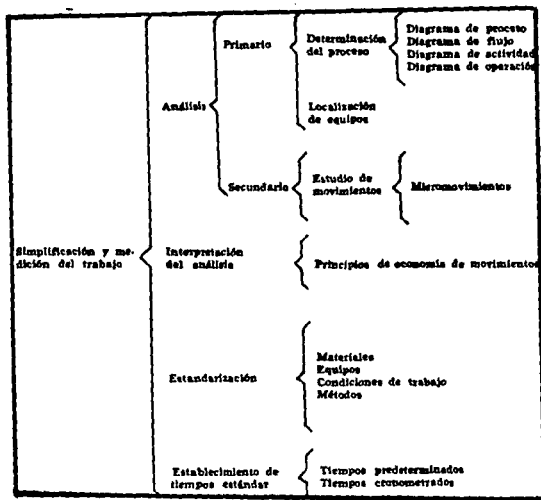 Simplificación y me-
dición del trabajo
Análisis
Primario
Determinación
del proceso
Diagrama de proceso
Diagrama de flujo
Diagrama de actividad
Diagrama de operación
Localización
de equipos
Secundario
Estudio de
movimientos
Micromovimientos
Interpretación
del análisis
Principios de economía de movimientos
Estandarización
Materiales
Equipos
Condiciones de trabajo
Métodos
Establecimiento de
tiempos estándar
Tiempos predeterminados
Tiempos cronometrados